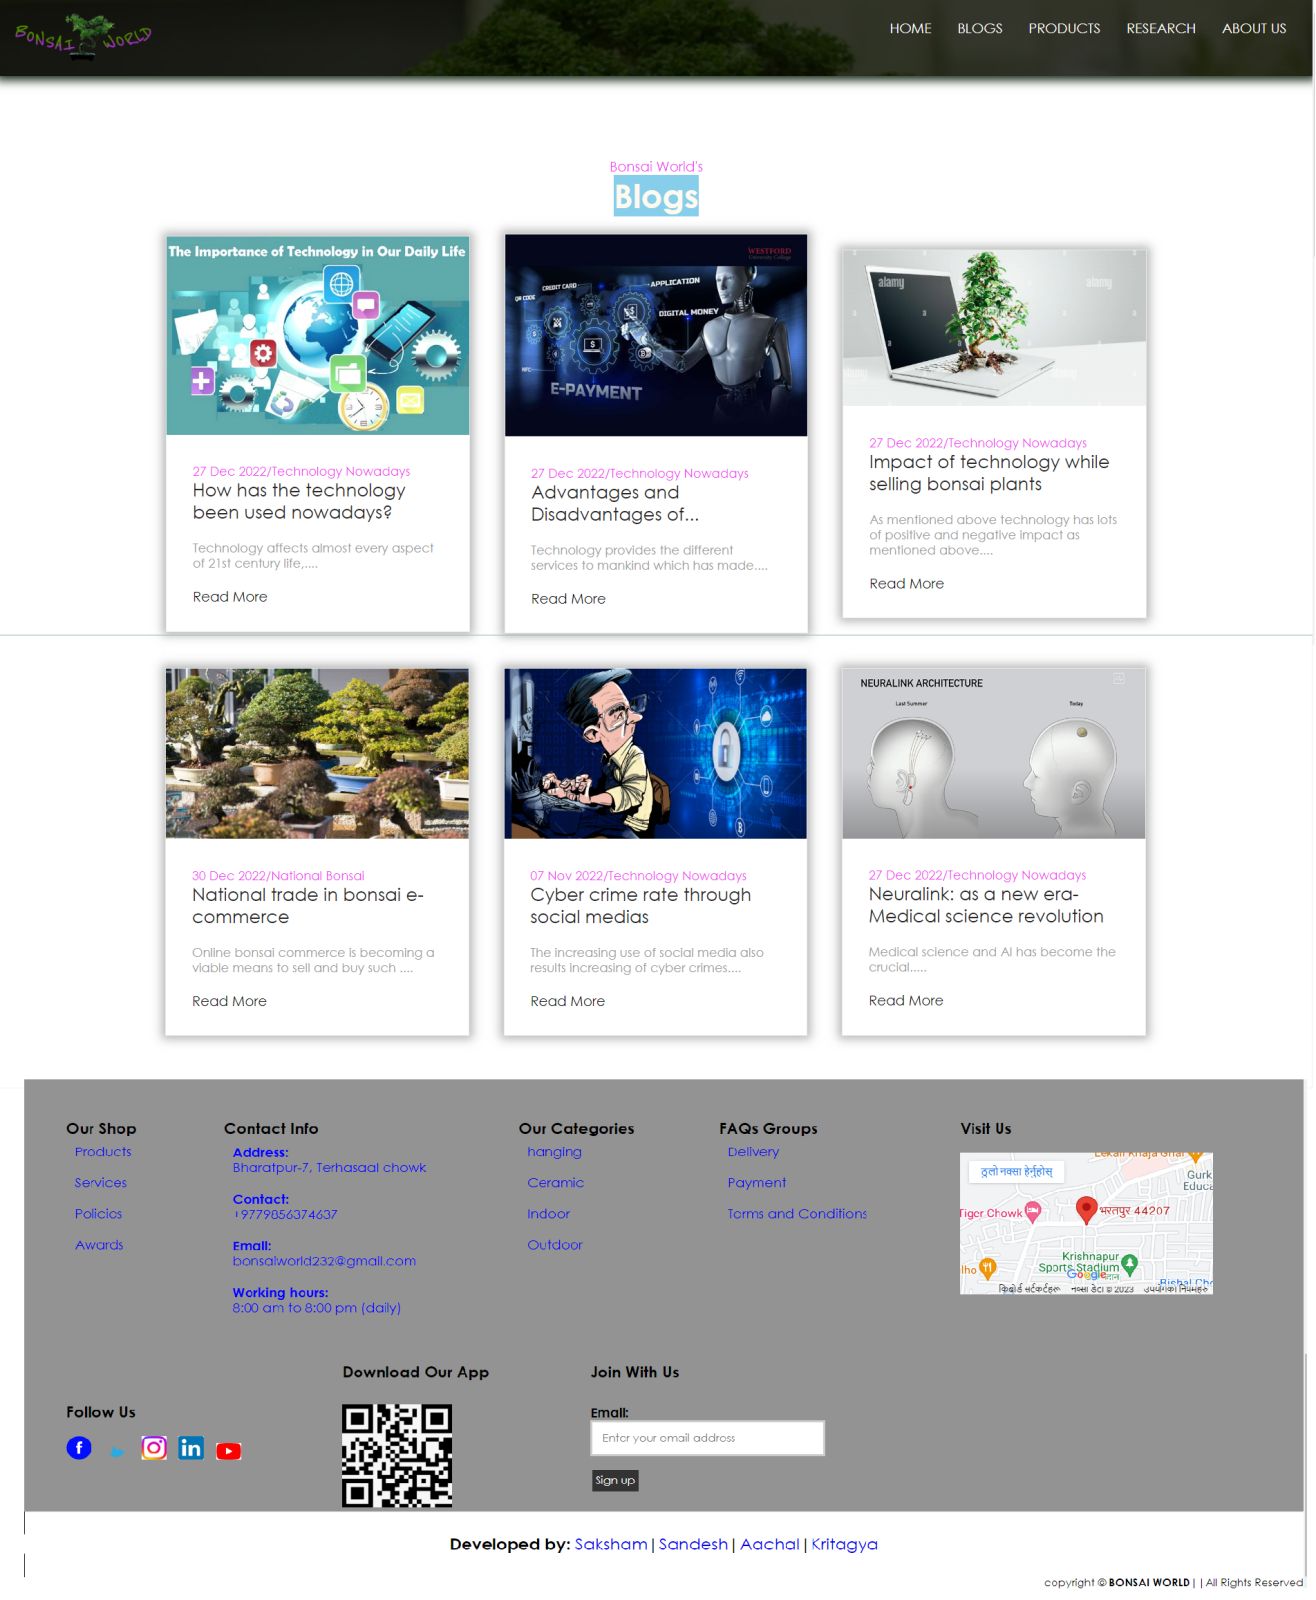 BONSAI WORLD
HOME BLOGS PRODUCTS RESEARCH ABOUT US
Bonsai World's
Blogs
The Importance of Technology in Our Daily Life
WESTFORD
University College
QR CODE
CREDIT CARD
APPLICATION
DIGITAL MONEY
NFC
E-PAYMENT
alamy
alamy
27 Dec 2022/Technology Nowadays
How has the technology
been used nowadays?
Technology affects almost every aspect
of 21st century life,....
Read More
27 Dec 2022/Technology Nowadays
Advantages and
Disadvantages of...
Technology provides the different
services to mankind which has made....
Read More
27 Dec 2022/Technology Nowadays
Impact of technology while
selling bonsai plants
As mentioned above technology has lots
of positive and negative impact as
mentioned above....
Read More
NEURALINK ARCHITECTURE
Last Summer
Today
30 Dec 2022/National Bonsai
National trade in bonsai e-
commerce
Online bonsai commerce is becoming a
viable means to sell and buy such ....
Read More
07 Nov 2022/Technology Nowadays
Cyber crime rate through
social medias
The increasing use of social media also
results increasing of cyber crimes....
Read More
27 Dec 2022/Technology Nowadays
Neuralink: as a new era-
Medical science revolution
Medical science and AI has become the
crucial.....
Read More
Our Shop
Products
Services
Policies
Awards
Contact Info
Address:
Bharatpur-7, Terhasaal chowk
Contact:
+9779856374637
Email:
bonsaiworld232@gmail.com
Working hours:
8:00 am to 8:00 pm (daily)
Our Categories
hanging
Ceramic
Indoor
Outdoor
FAQs Groups
Delivery
Payment
Terms and Conditions
Visit Us
ठुलो नक्सा हेर्नुहोस्
Gurk
Educa
Tiger Chowk
भरतपुर 44207
Krishnapur
Sports Stadium
Google
नक्सा डेटा © 2023
Follow Us
Download Our App
Join With Us
Email:
Enter your email address
Sign up
Developed by: Saksham|Sandesh|Aachal|Kritagya
copyright © BONSAI WORLD| |All Rights Reserved